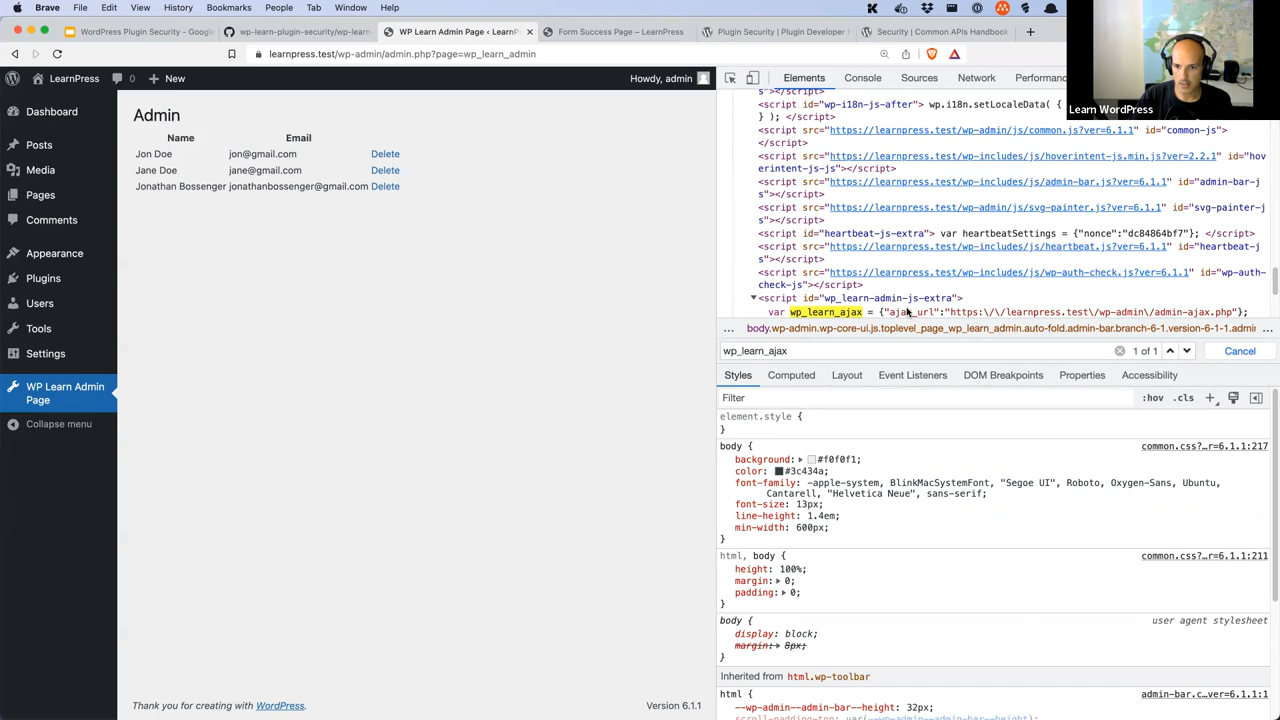 Brave File Edit View History Bookmarks People Tab Window Help
WordPress Plugin Security - Google
wp-learn-plugin-security/wp-learn-
WP Learn Admin Page ‹ LearnPress
Form Success Page – LearnPress
Plugin Security | Plugin Developer
Security | Common APIs Handbook
learnpress.test/wp-admin/admin.php?page=wp_learn_admin
LearnPress 0 New
Howdy, admin
Dashboard
Posts
Media
Pages
Comments
Appearance
Plugins
Users
Tools
Settings
WP Learn Admin
Page
Collapse menu
Admin
Name Email
Jon Doe jon@gmail.com Delete
Jane Doe jane@gmail.com Delete
Jonathan Bossenger jonathanbossenger@gmail.com Delete
Thank you for creating with WordPress.
Version 6.1.1
Elements Console Sources Network Performance
Learn WordPress
s"></script>
<script id="wp-i18n-js-after"> wp.i18n.setLocaleData( {
} ); </script>
<script src="https://learnpress.test/wp-admin/js/common.js?ver=6.1.1" id="common-js">
</script>
<script src="https://learnpress.test/wp-includes/js/hoverintent-js.min.js?ver=2.2.1" id="hov
erintent-js-js"></script>
<script src="https://learnpress.test/wp-includes/js/admin-bar.js?ver=6.1.1" id="admin-bar-j
s"></script>
<script src="https://learnpress.test/wp-admin/js/svg-painter.js?ver=6.1.1" id="svg-painter-j
s"></script>
<script id="heartbeat-js-extra"> var heartbeatSettings = {"nonce":"dc84864bf7"}; </script>
<script src="https://learnpress.test/wp-includes/js/heartbeat.js?ver=6.1.1" id="heartbeat-j
s"></script>
<script src="https://learnpress.test/wp-includes/js/wp-auth-check.js?ver=6.1.1" id="wp-auth-
check-js"></script>
<script id="wp_learn-admin-js-extra">
var wp_learn_ajax = {"ajax_url":"https:\/\/learnpress.test\/wp-admin\/admin-ajax.php"};
… body.wp-admin.wp-core-ui.js.toplevel_page_wp_learn_admin.auto-fold.admin-bar.branch-6-1.version-6-1-1.admin …
wp_learn_ajax 1 of 1 Cancel
Styles Computed Layout Event Listeners DOM Breakpoints Properties Accessibility
Filter :hov .cls
element.style {
}
body { common.css?…r=6.1.1:217
background: #f0f0f1;
color: #3c434a;
font-family: -apple-system, BlinkMacSystemFont, "Segoe UI", Roboto, Oxygen-Sans, Ubuntu,
Cantarell, "Helvetica Neue", sans-serif;
font-size: 13px;
line-height: 1.4em;
min-width: 600px;
}
html, body { common.css?…r=6.1.1:211
height: 100%;
margin: 0;
padding: 0;
}
body { user agent stylesheet
display: block;
margin: 8px;
}
Inherited from html.wp-toolbar
html { admin-bar.c…ver=6.1.1:1
--wp-admin--admin-bar--height: 32px;
scroll-padding-top: var(--wp-admin--admin-bar--height);